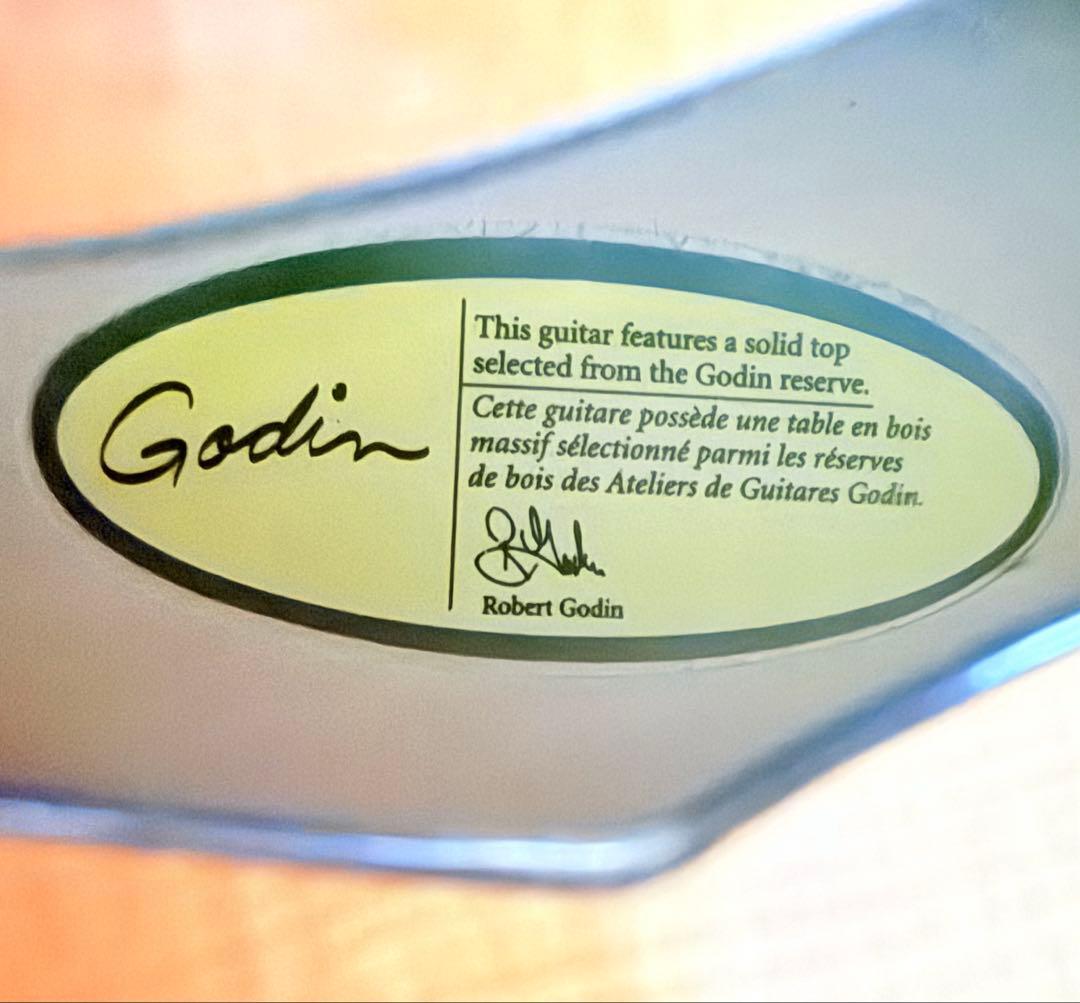 Godin
This guitar features a solid top
selected from the Godin reserve.
Cette guitare possède une table en bois
massif sélectionné parmi les réserves
de bois des Ateliers de Guitares Godin.
Robert Godin